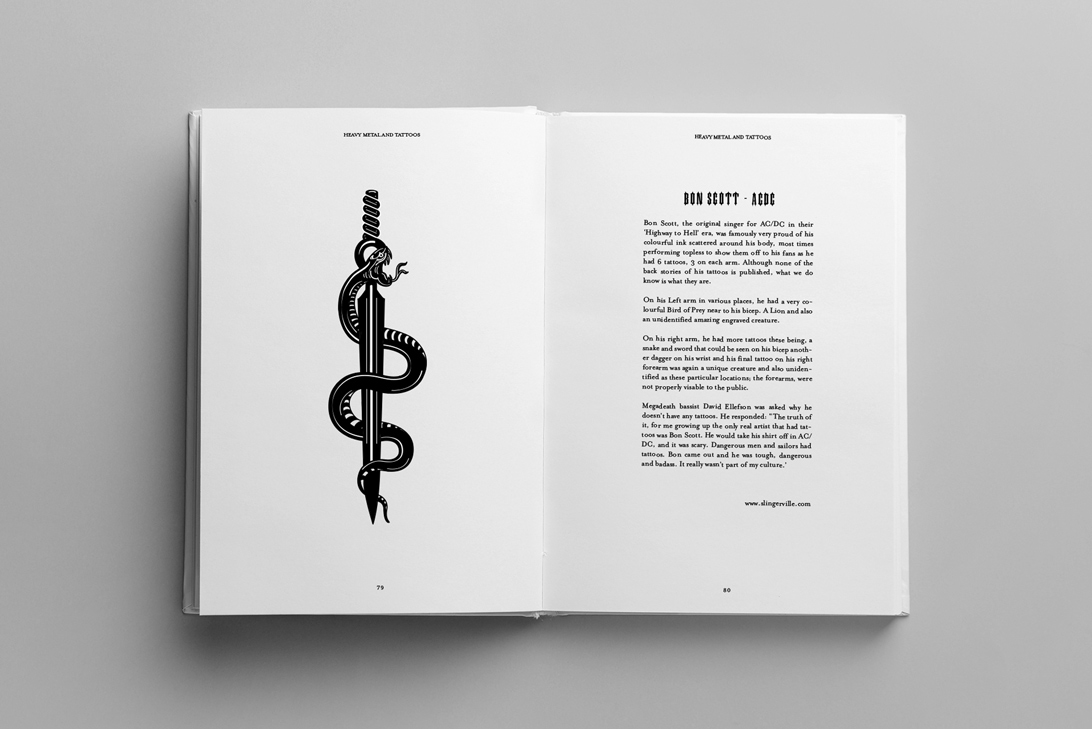 HEAVY METAL AND TATTOOS
79
HEAVY METAL AND TATTOOS
BON SCOTT - ACDC
Bon Scott, the original singer for AC/DC in their
'Highway to Hell' era, was famously very proud of his
colourful ink scattered around his body, most times
performing topless to show them off to his fans as he
had 6 tattoos, 3 on each arm. Although none of the
back stories of his tattoos is published, what we do
know is what they are.
On his Left arm in various places, he had a very co-
lourful Bird of Prey near to his bicep. A Lion and also
an unidentified amazing engraved creature.
On his right arm, he had more tattoos these being, a
snake and sword that could be seen on his bicep anoth-
er dagger on his wrist and his final tattoo on his right
forearm was again a unique creature and also uniden-
tified as these particular locations; the forearms, were
not properly visable to the public.
Megadeath bassist David Ellefson was asked why he
doesn't have any tattoos. He responded: "The truth of
it, for me growing up the only real artist that had tat-
toos was Bon Scott. He would take his shirt off in AC/
DC, and it was scary. Dangerous men and sailors had
tattoos. Bon came out and he was tough, dangerous
and badass. It really wasn't part of my culture.'
www.slingerville.com
80